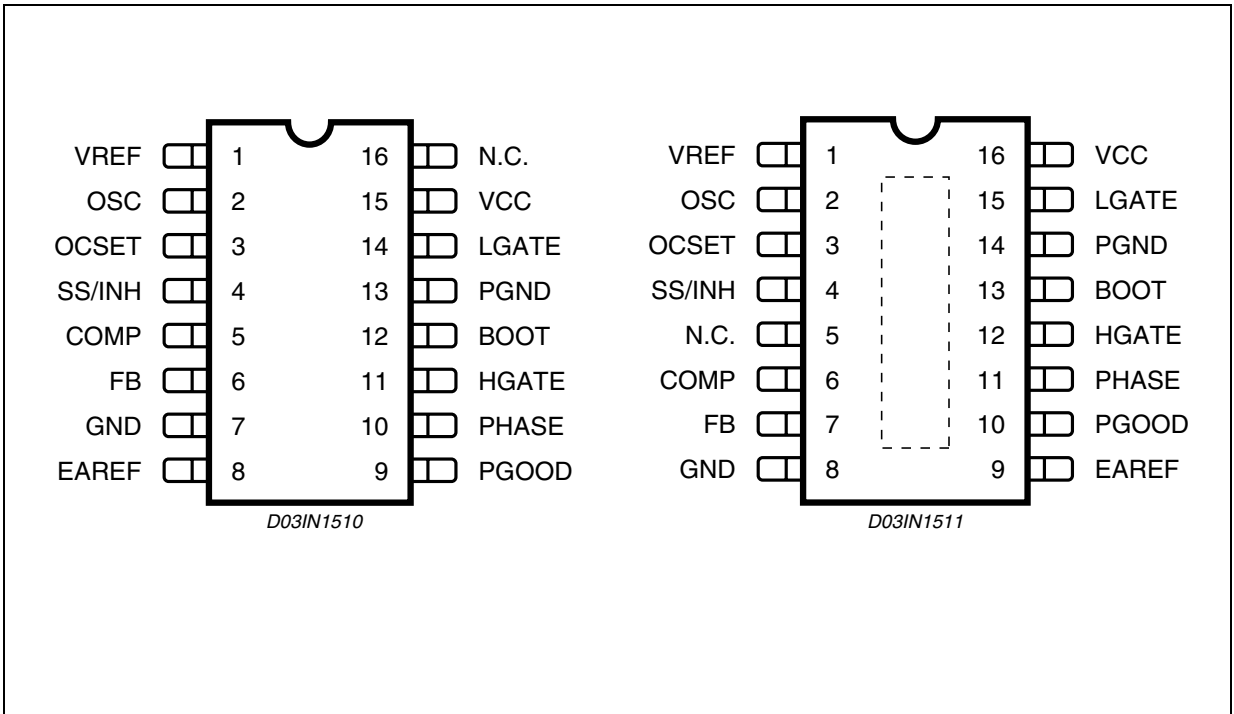 VREF 1 16 N.C.
OSC 2 15 VCC
OCSET 3 14 LGATE
SS/INH 4 13 PGND
COMP 5 12 BOOT
FB 6 11 HGATE
GND 7 10 PHASE
EAREF 8 9 PGOOD
D03IN1510
VREF 1 16 VCC
OSC 2 15 LGATE
OCSET 3 14 PGND
SS/INH 4 13 BOOT
N.C. 5 12 HGATE
COMP 6 11 PHASE
FB 7 10 PGOOD
GND 8 9 EAREF
D03IN1511